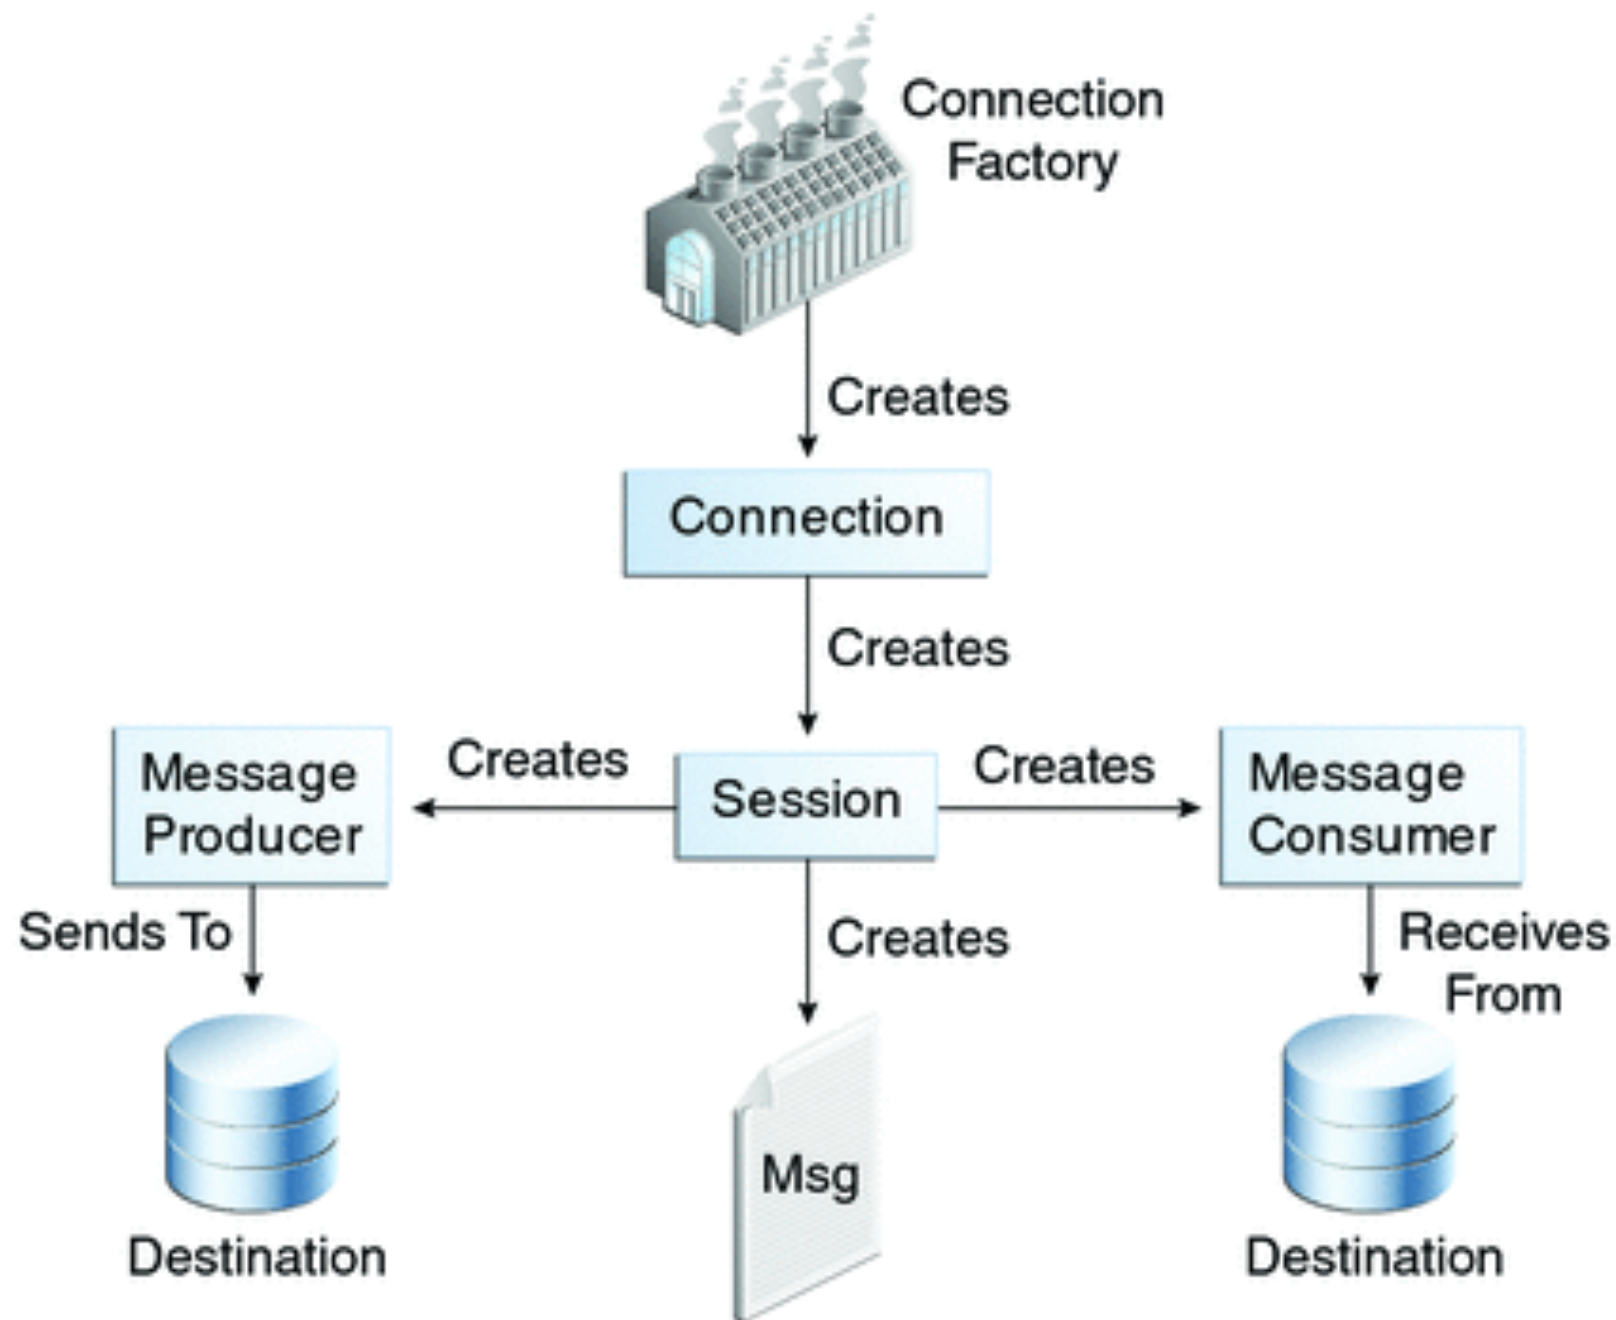 Connection
Factory
Creates
Connection
Creates
Message
Producer
Creates
Session
Creates
Message
Consumer
Sends To
Creates
Receives
From
Destination
Msg
Destination